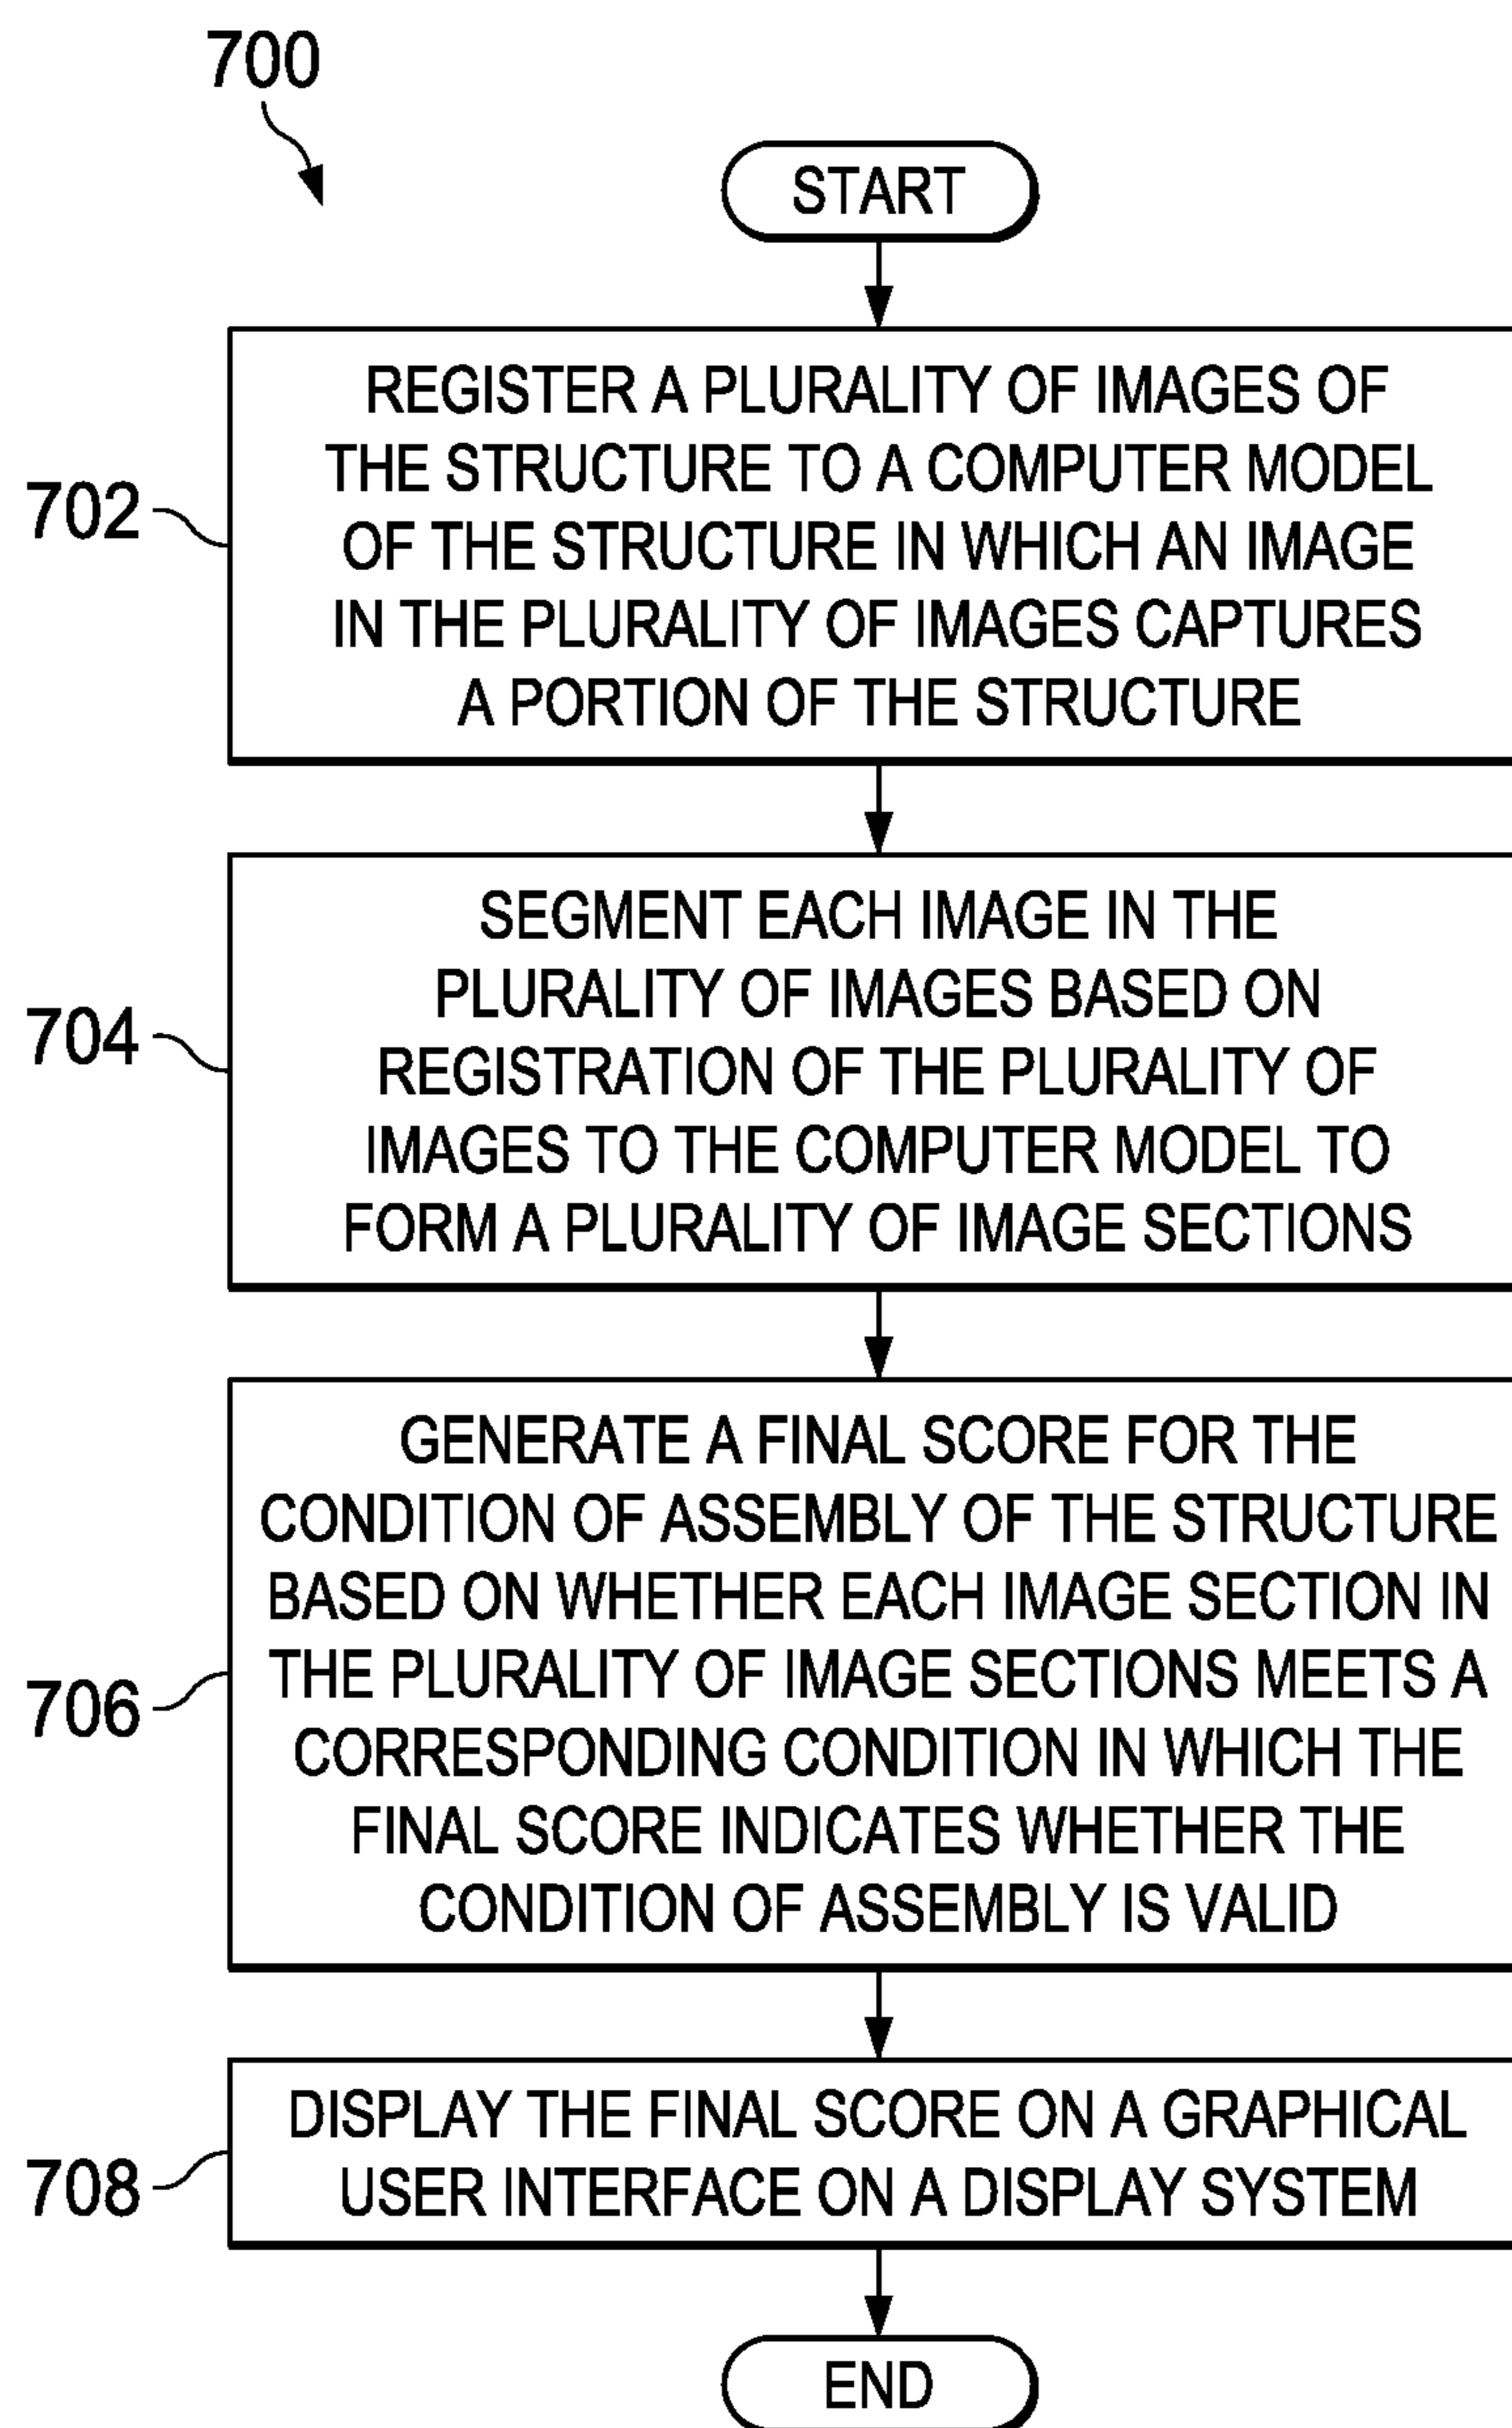 700
START
702
REGISTER A PLURALITY OF IMAGES OF
THE STRUCTURE TO A COMPUTER MODEL
OF THE STRUCTURE IN WHICH AN IMAGE
IN THE PLURALITY OF IMAGES CAPTURES
A PORTION OF THE STRUCTURE
704
SEGMENT EACH IMAGE IN THE
PLURALITY OF IMAGES BASED ON
REGISTRATION OF THE PLURALITY OF
IMAGES TO THE COMPUTER MODEL TO
FORM A PLURALITY OF IMAGE SECTIONS
706
GENERATE A FINAL SCORE FOR THE
CONDITION OF ASSEMBLY OF THE STRUCTURE
BASED ON WHETHER EACH IMAGE SECTION IN
THE PLURALITY OF IMAGE SECTIONS MEETS A
CORRESPONDING CONDITION IN WHICH THE
FINAL SCORE INDICATES WHETHER THE
CONDITION OF ASSEMBLY IS VALID
708
DISPLAY THE FINAL SCORE ON A GRAPHICAL
USER INTERFACE ON A DISPLAY SYSTEM
END